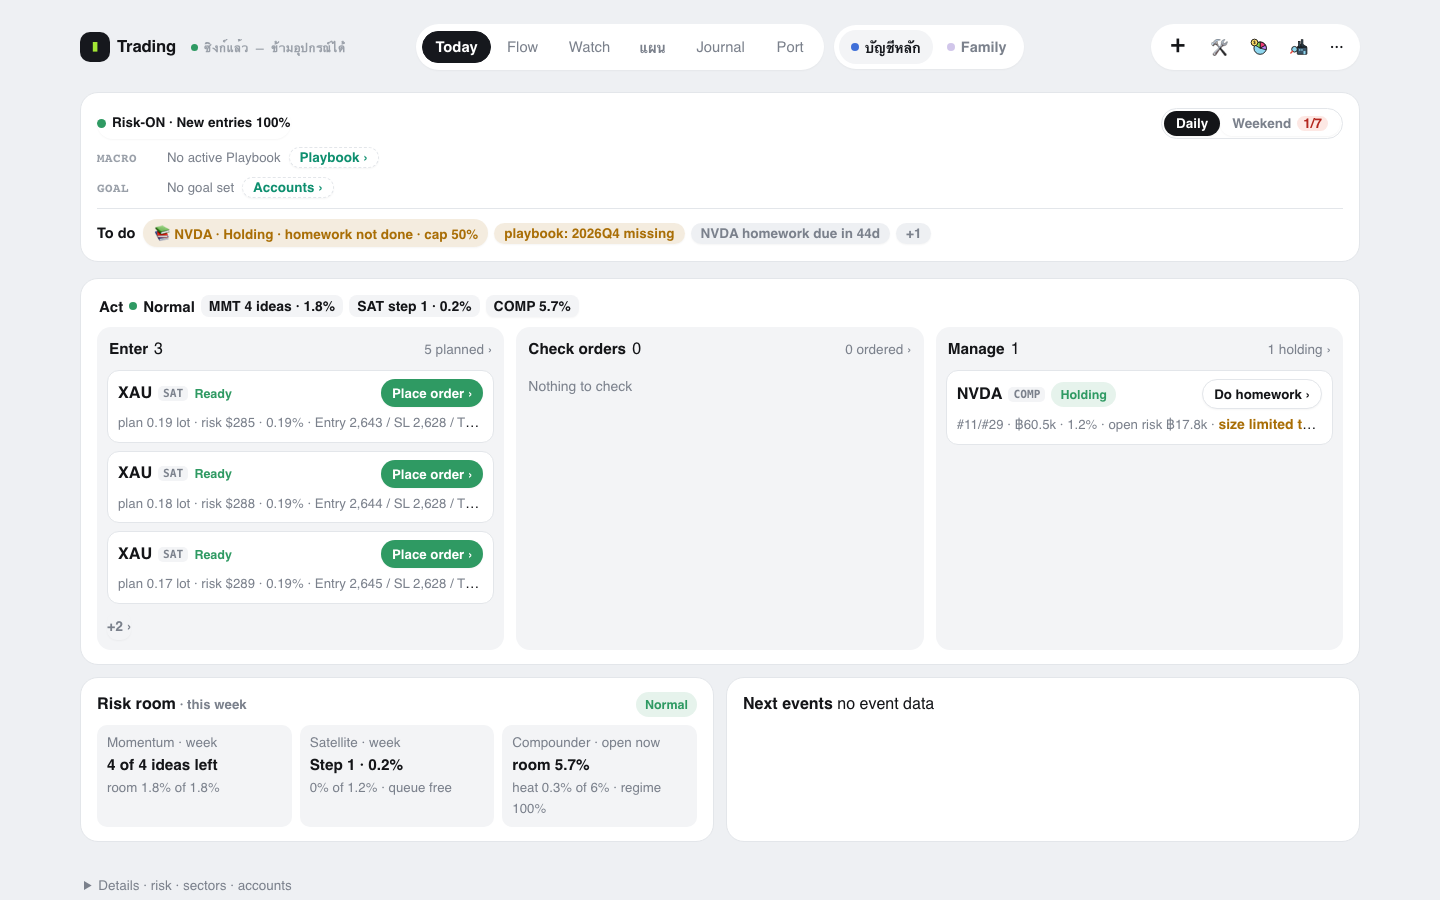 Trading
ซิงก์แล้ว — ข้ามอุปกรณ์ได้
Today Flow Watch แผน Journal Port
บัญชีหลัก Family
+ ...
Risk-ON · New entries 100%
Daily Weekend 1/7
MACRO No active Playbook Playbook ›
GOAL No goal set Accounts ›
To do NVDA · Holding · homework not done · cap 50% playbook: 2026Q4 missing NVDA homework due in 44d +1
Act Normal MMT 4 ideas · 1.8% SAT step 1 · 0.2% COMP 5.7%
Enter 3 5 planned ›
XAU SAT Ready Place order ›
plan 0.19 lot · risk $285 · 0.19% · Entry 2,643 / SL 2,628 / T...
XAU SAT Ready Place order ›
plan 0.18 lot · risk $288 · 0.19% · Entry 2,644 / SL 2,628 / T...
XAU SAT Ready Place order ›
plan 0.17 lot · risk $289 · 0.19% · Entry 2,645 / SL 2,628 / T...
+2 ›
Check orders 0 0 ordered ›
Nothing to check
Manage 1 1 holding ›
NVDA COMP Holding Do homework ›
#11/#29 · ฿60.5k · 1.2% · open risk ฿17.8k · size limited t...
Risk room · this week Normal
Momentum · week
4 of 4 ideas left
room 1.8% of 1.8%
Satellite · week
Step 1 · 0.2%
0% of 1.2% · queue free
Compounder · open now
room 5.7%
heat 0.3% of 6% · regime
100%
Next events no event data
▶ Details · risk · sectors · accounts